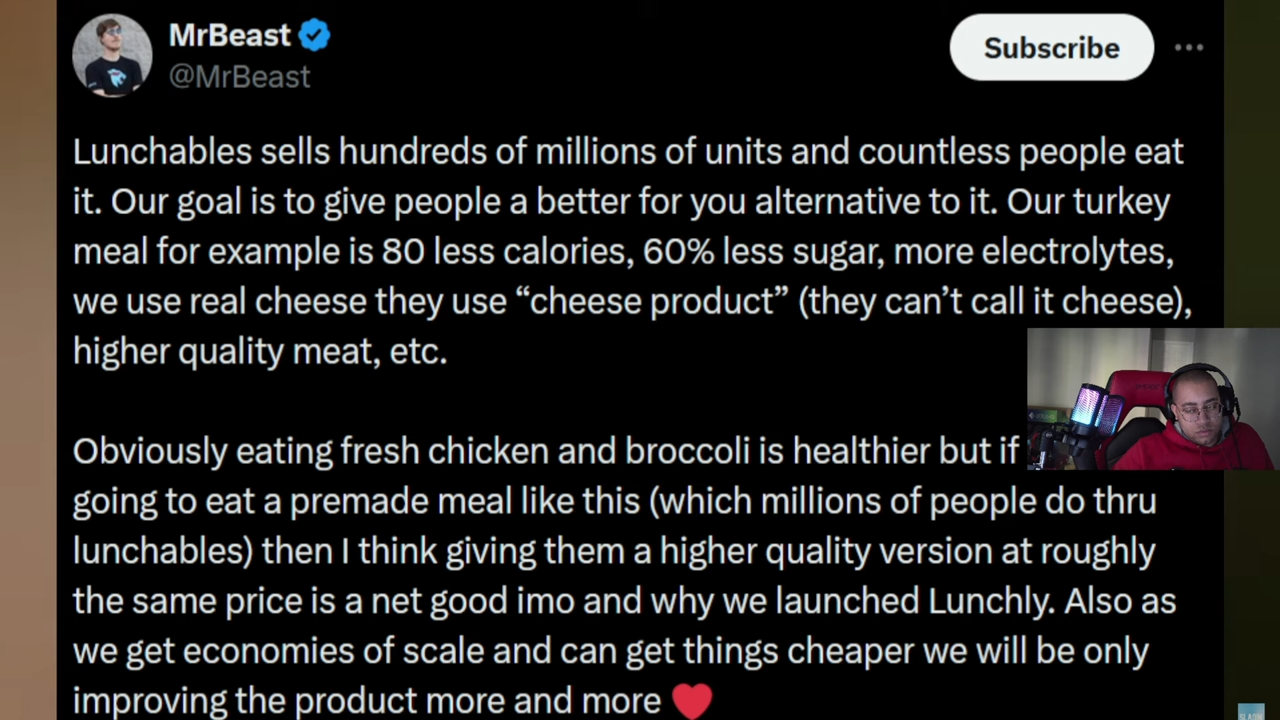 MrBeast
@MrBeast
Subscribe
Lunchables sells hundreds of millions of units and countless people eat
it. Our goal is to give people a better for you alternative to it. Our turkey
meal for example is 80 less calories, 60% less sugar, more electrolytes,
we use real cheese they use “cheese product” (they can’t call it cheese),
higher quality meat, etc.
Obviously eating fresh chicken and broccoli is healthier but if
going to eat a premade meal like this (which millions of people do thru
lunchables) then I think giving them a higher quality version at roughly
the same price is a net good imo and why we launched Lunchly. Also as
we get economies of scale and can get things cheaper we will be only
improving the product more and more ❤️